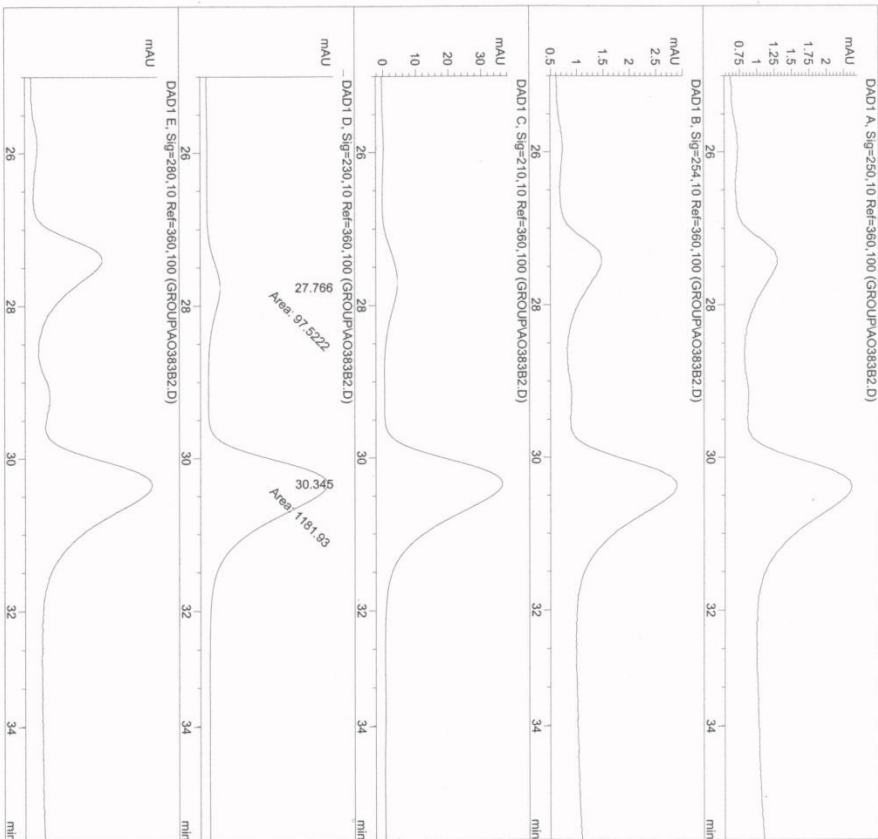 DAD1 A, Sig=250,10 Ref=360,100 (GROUP\AO383B2.D)
mAU
2
1.75
1.5
1.25
1
0.75
26
28
30
32
34
min
DAD1 B, Sig=254,10 Ref=360,100 (GROUP\AO383B2.D)
mAU
2.5
2
1.5
1
0.5
26
28
30
32
34
min
DAD1 C, Sig=210,10 Ref=360,100 (GROUP\AO383B2.D)
mAU
30
20
10
0
26
28
30
32
34
min
DAD1 D, Sig=230,10 Ref=360,100 (GROUP\AO383B2.D)
mAU
27.766
Area: 97.5222
30.345
Area: 1181.93
26
28
30
32
34
min
DAD1 E, Sig=280,10 Ref=360,100 (GROUP\AO383B2.D)
mAU
26
28
30
32
34
min